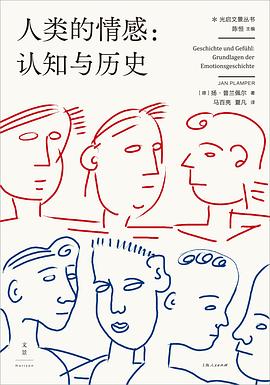 人类的情感：
认知与历史
光启文景丛书
陈恒 主编
Geschichte und Gefühl:
Grundlagen der
Emotionsgeschichte
JAN PLAMPER
[德] 扬·普兰佩尔 著
马百亮 夏凡 译
文景
Horizon
上海人民出版社